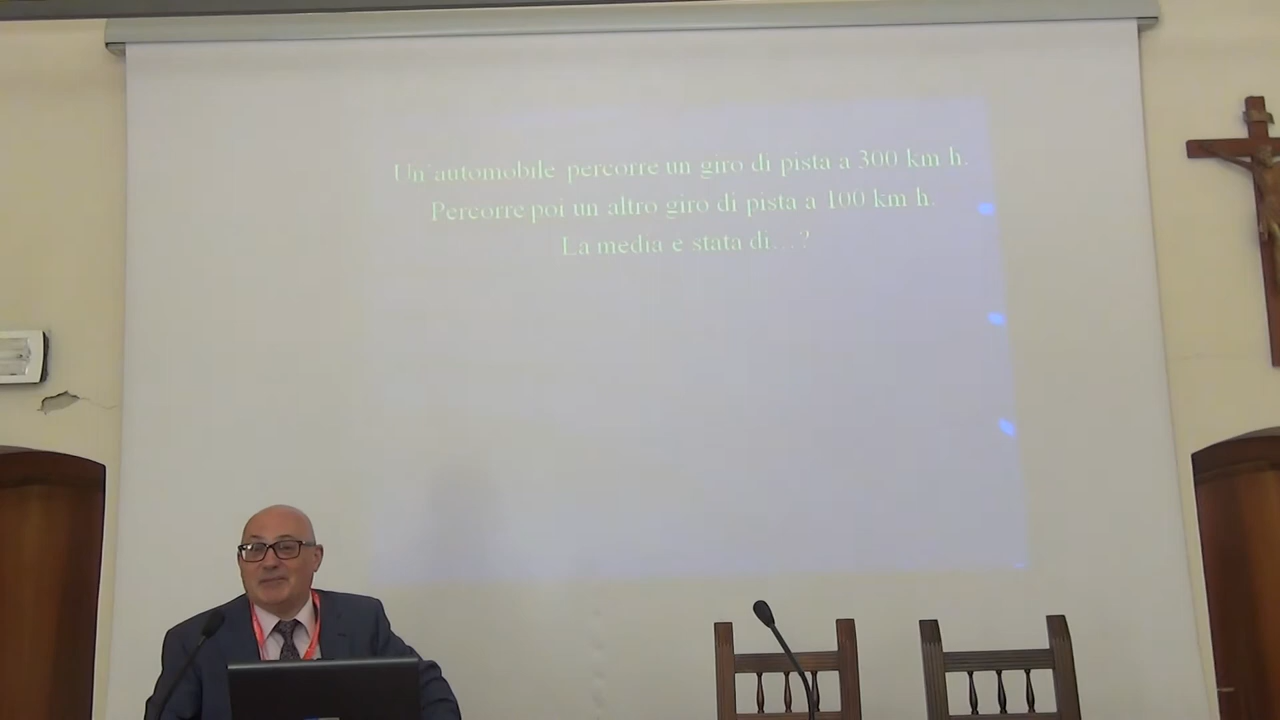 Un'automobile percorre un giro di pista a 300 km h.
Percorre poi un altro giro di pista a 100 km h.
La media è stata di…?